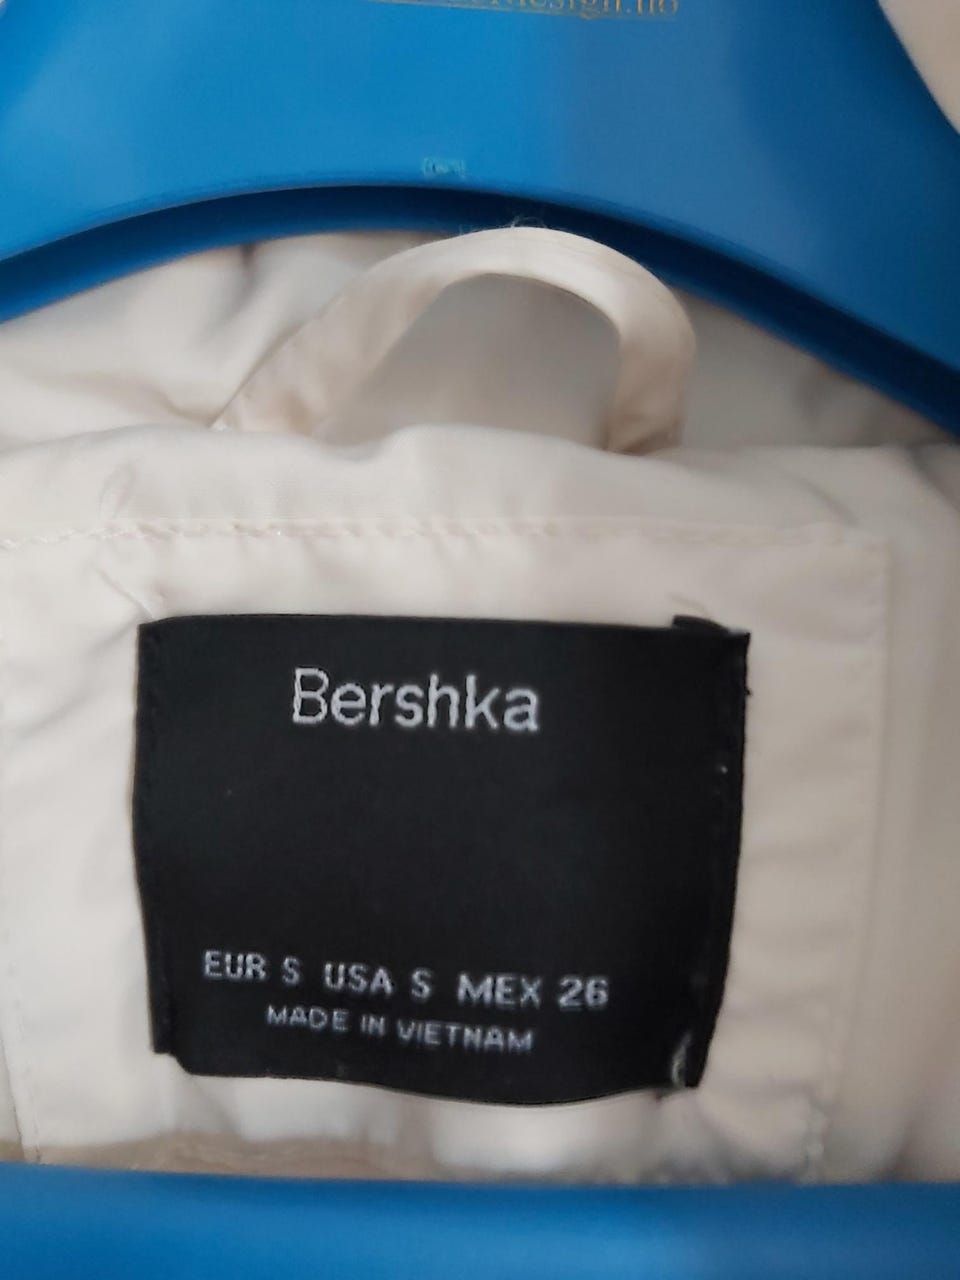 Bershka
EUR S USA S MEX 26
MADE IN VIETNAM